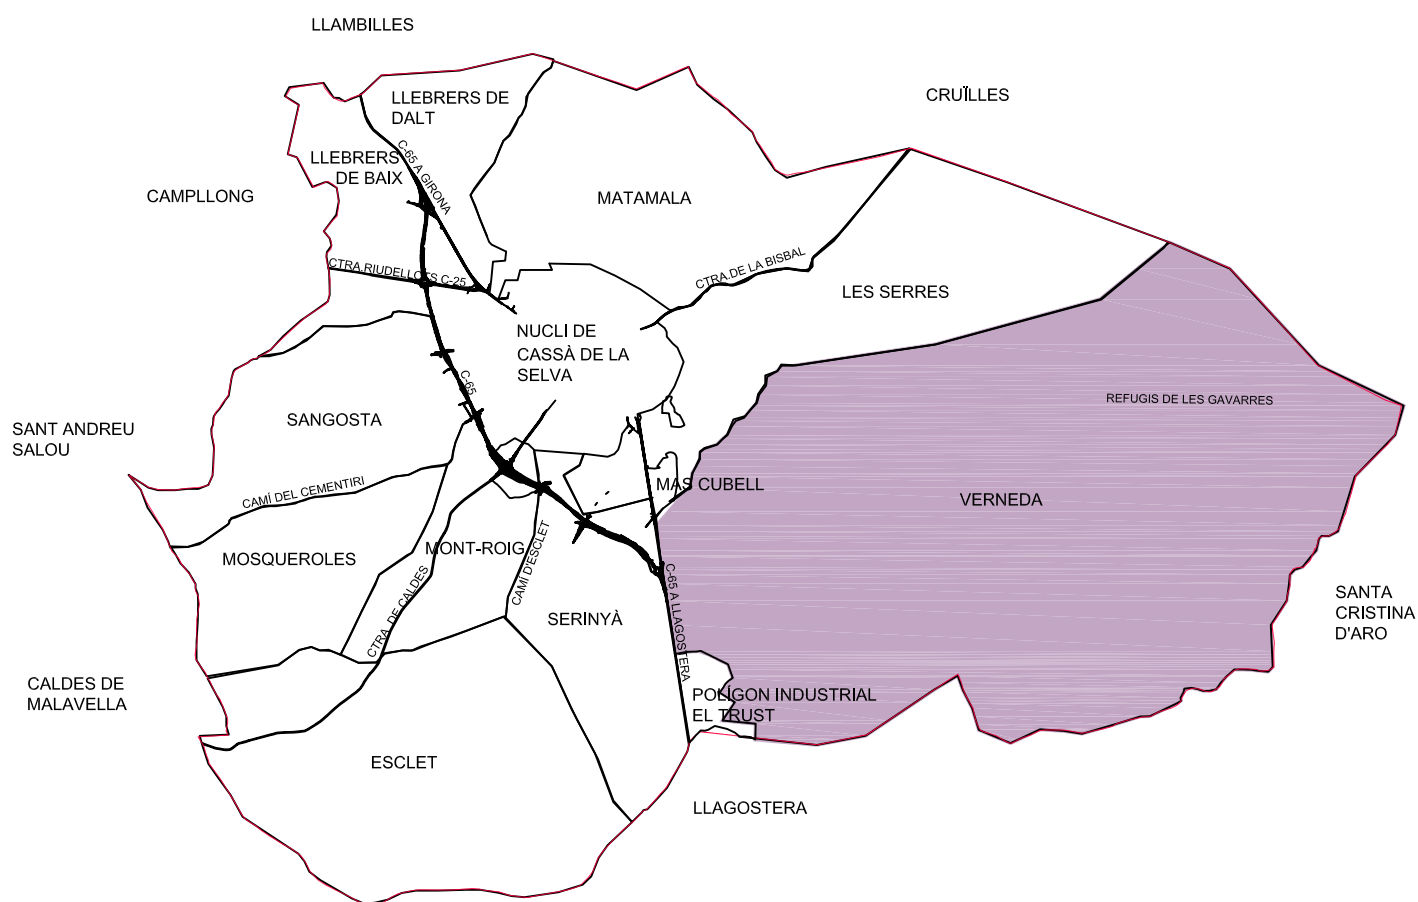 LLAMBILLES
LLEBRERS DE
DALT
CRUÏLLES
C-65 A GIRONA
LLEBRERS
DE BAIX
CAMPLLONG
MATAMALA
CTRA.RIUDELLOTS C-25
CTRA.DE LA BISBAL
LES SERRES
NUCLI DE
CASSÀ DE LA
SELVA
C-65
REFUGIS DE LES GAVARRES
SANGOSTA
SANT ANDREU
SALOU
CAMÍ DEL CEMENTIRI
MAS CUBELL
VERNEDA
MOSQUEROLES
MONT-ROIG
CAMÍ D'ESCLET
CTRA. DE CALDES
SERINYÀ
C-65 A LLAGOSTERA
SANTA
CRISTINA
D'ARO
CALDES DE
MALAVELLA
POLÍGON INDUSTRIAL
EL TRUST
ESCLET
LLAGOSTERA